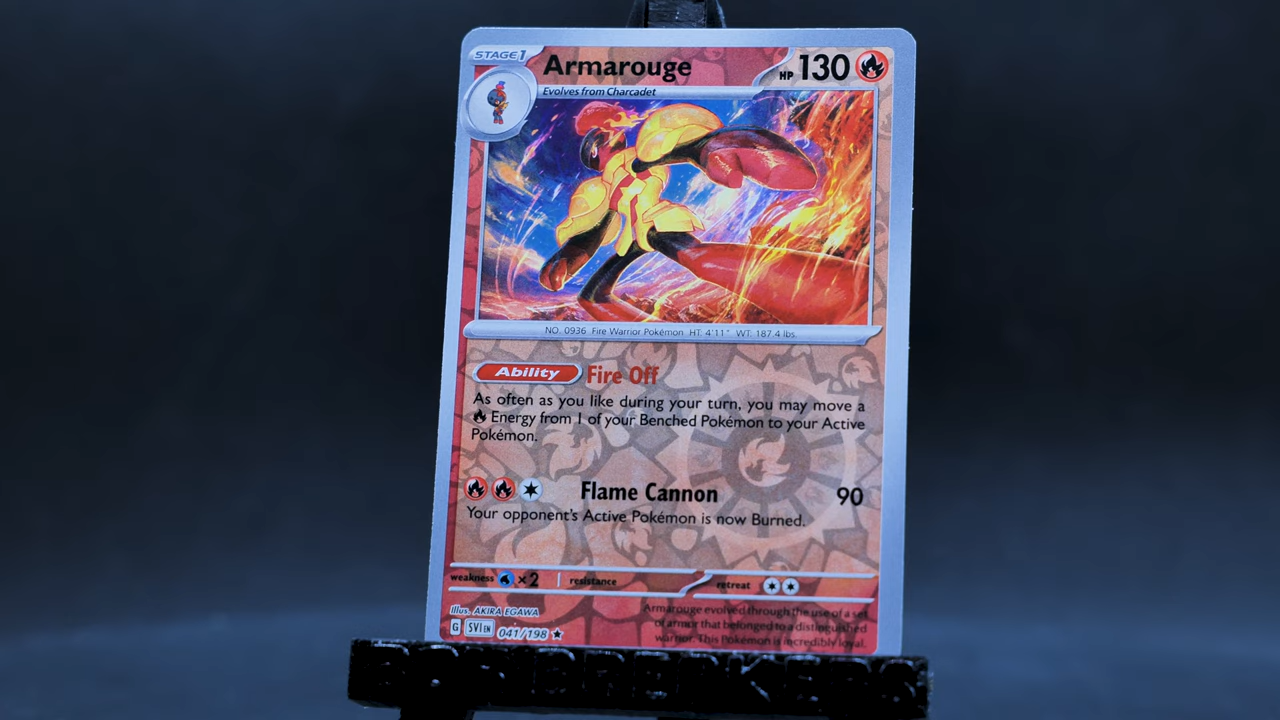 STAGE1
Armarouge
HP 130
Evolves from Charcadet
NO. 0936 Fire Warrior Pokémon HT: 4'11" WT: 187.4 lbs.
Ability Fire Off
As often as you like during your turn, you may move a
Energy from 1 of your Benched Pokémon to your Active
Pokémon.
Flame Cannon 90
Your opponent's Active Pokémon is now Burned.
weakness ×2 resistance retreat
Illus. AKIRA EGAWA
G SVI EN 041/198
Armarouge evolved through the use of a set
of armor that belonged to a distinguished
warrior. This Pokémon is incredibly loyal.